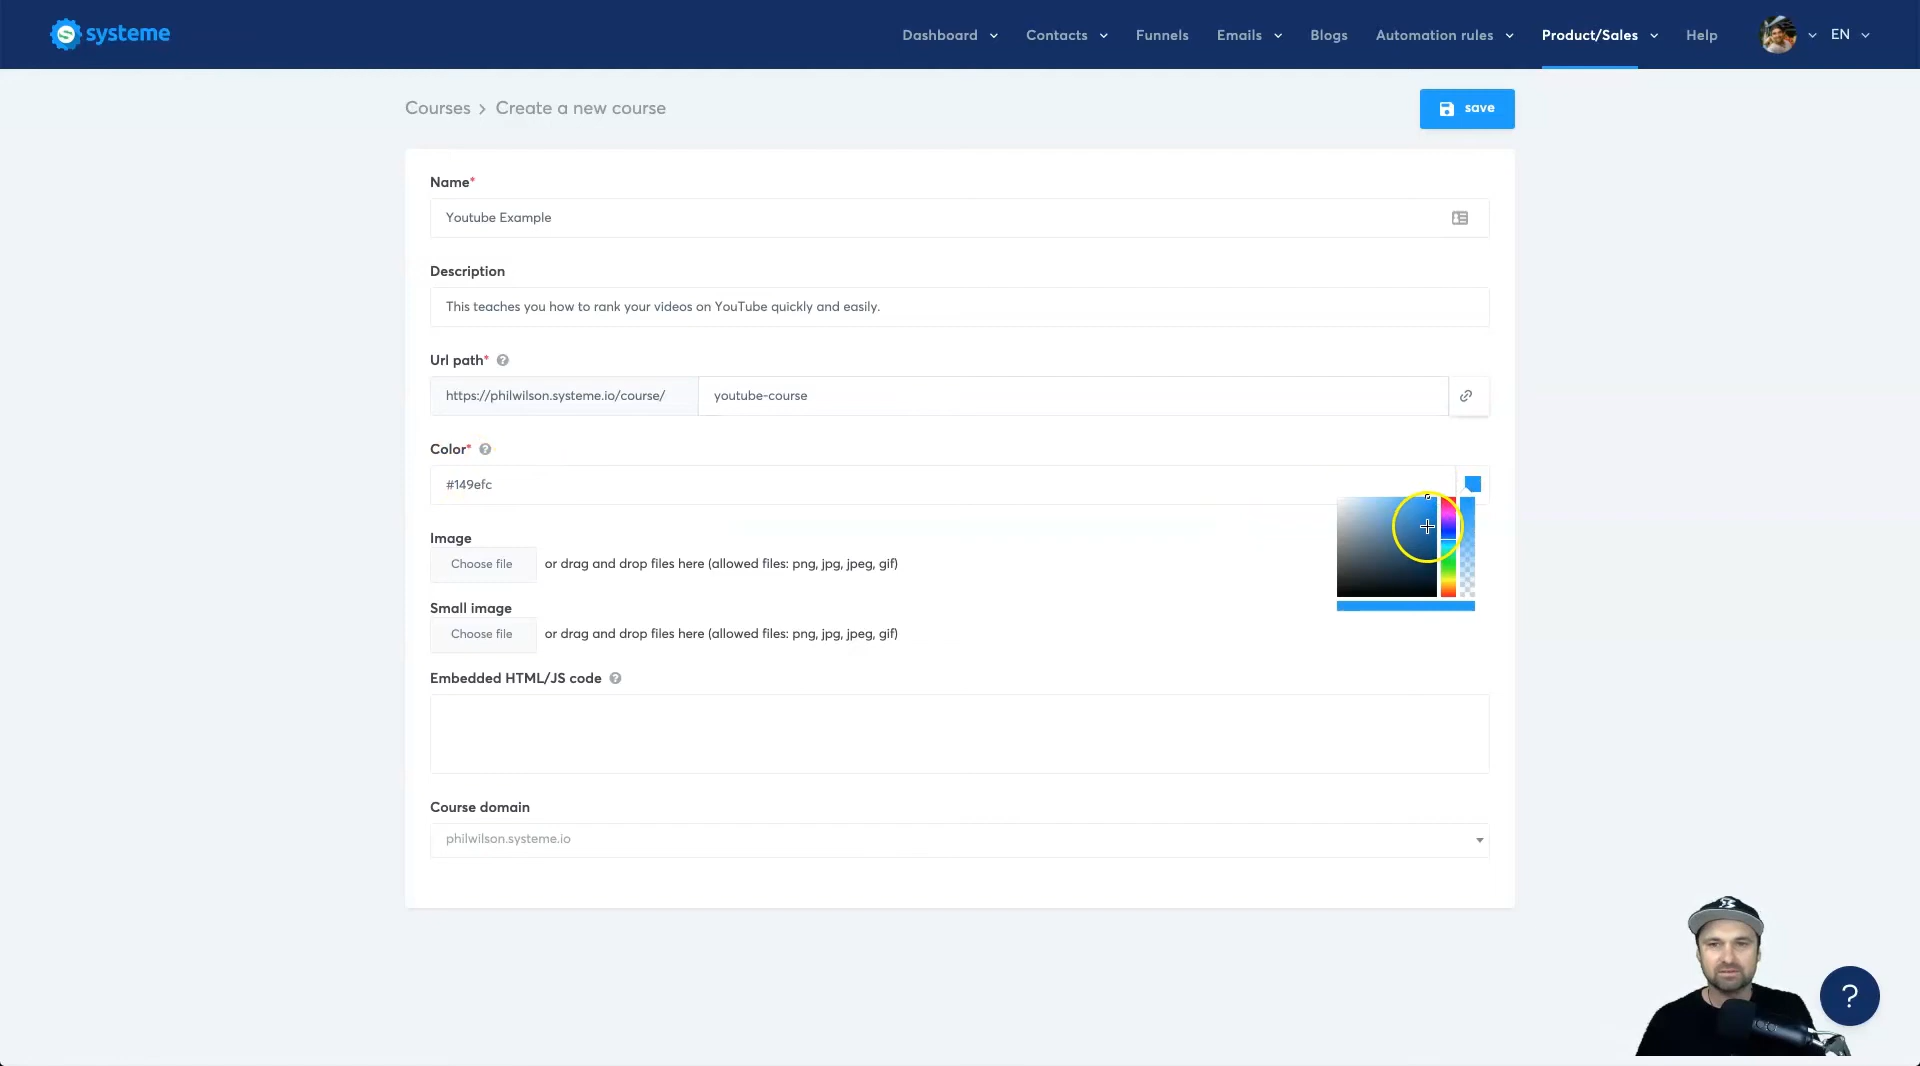 systeme
Dashboard Contacts Funnels Emails Blogs Automation rules Product/Sales Help EN
Courses > Create a new course
save
Name*
Youtube Example
Description
This teaches you how to rank your videos on YouTube quickly and easily.
Url path* ?
https://philwilson.systeme.io/course/ youtube-course
Color* ?
#149efc
Image
Choose file or drag and drop files here (allowed files: png, jpg, jpeg, gif)
Small image
Choose file or drag and drop files here (allowed files: png, jpg, jpeg, gif)
Embedded HTML/JS code ?
Course domain
philwilson.systeme.io
?